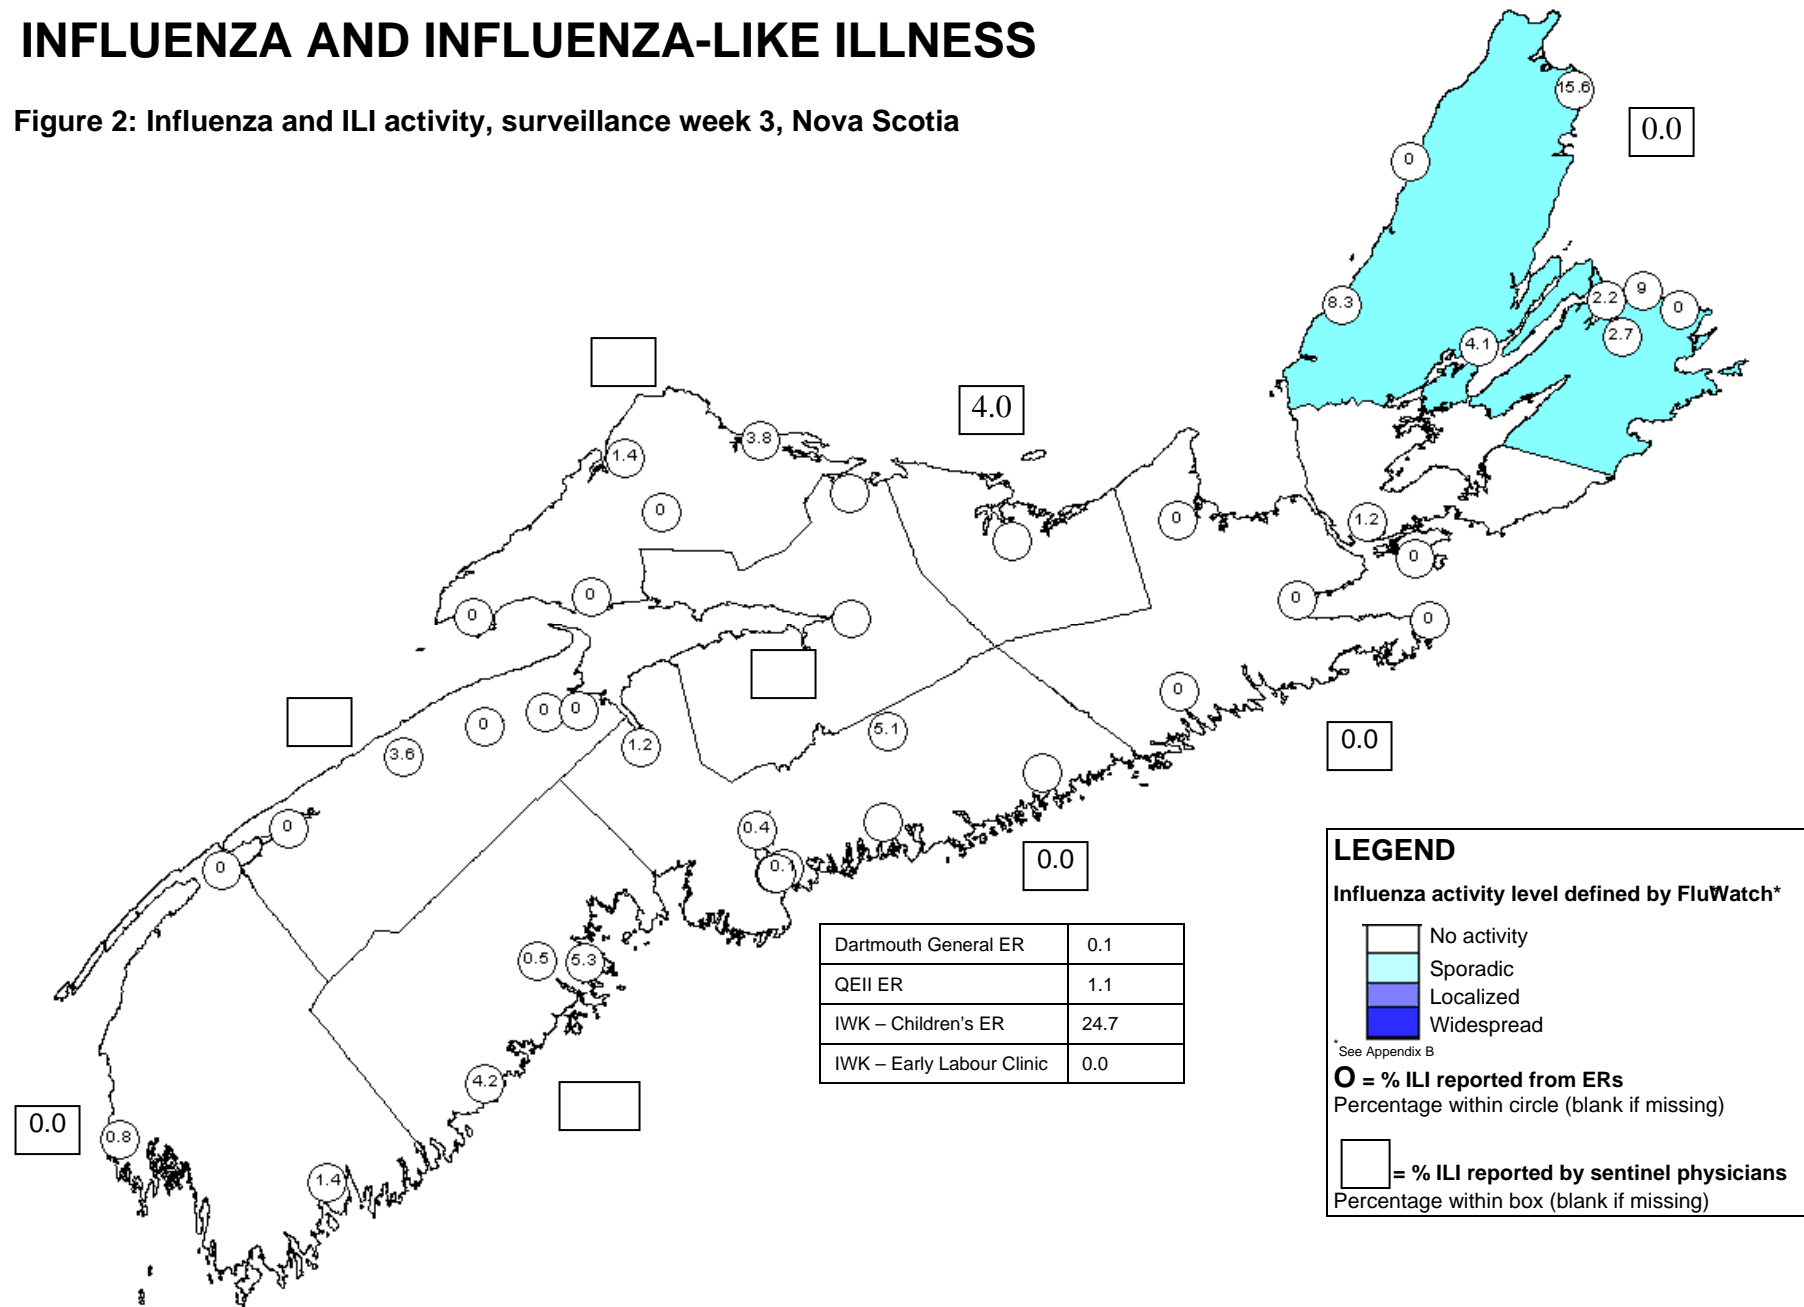 INFLUENZA AND INFLUENZA-LIKE ILLNESS
Figure 2: Influenza and ILI activity, surveillance week 3, Nova Scotia
15.6
0.0
0
8.3
2.2
9
0
2.7
4.1
4.0
3.8
1.4
0
0
1.2
0
0
0
0
0
0
0
0
0
3.6
1.2
5.1
0.0
0.4
0.1
0
0
0.0
0.5
5.3
4.2
0.0
0.8
1.4
Dartmouth General ER 0.1
QEII ER 1.1
IWK – Children's ER 24.7
IWK – Early Labour Clinic 0.0
LEGEND
Influenza activity level defined by FluWatch*
No activity
Sporadic
Localized
Widespread
* See Appendix B
O = % ILI reported from ERs
Percentage within circle (blank if missing)
= % ILI reported by sentinel physicians
Percentage within box (blank if missing)